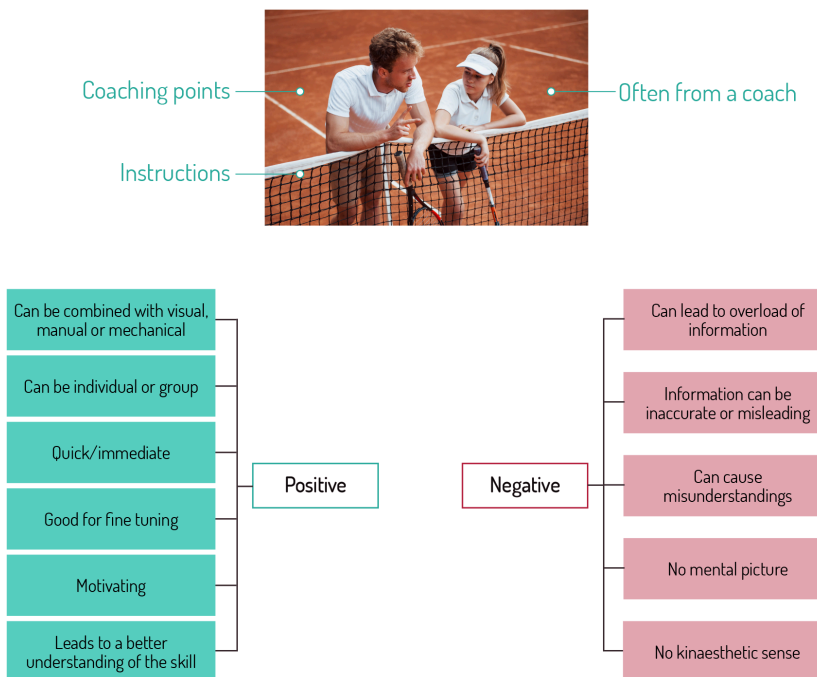 Coaching points
Often from a coach
Instructions
Can be combined with visual,
manual or mechanical
Can be individual or group
Quick/immediate
Good for fine tuning
Motivating
Leads to a better
understanding of the skill
Positive
Negative
Can lead to overload of
information
Information can be
inaccurate or misleading
Can cause
misunderstandings
No mental picture
No kinaesthetic sense